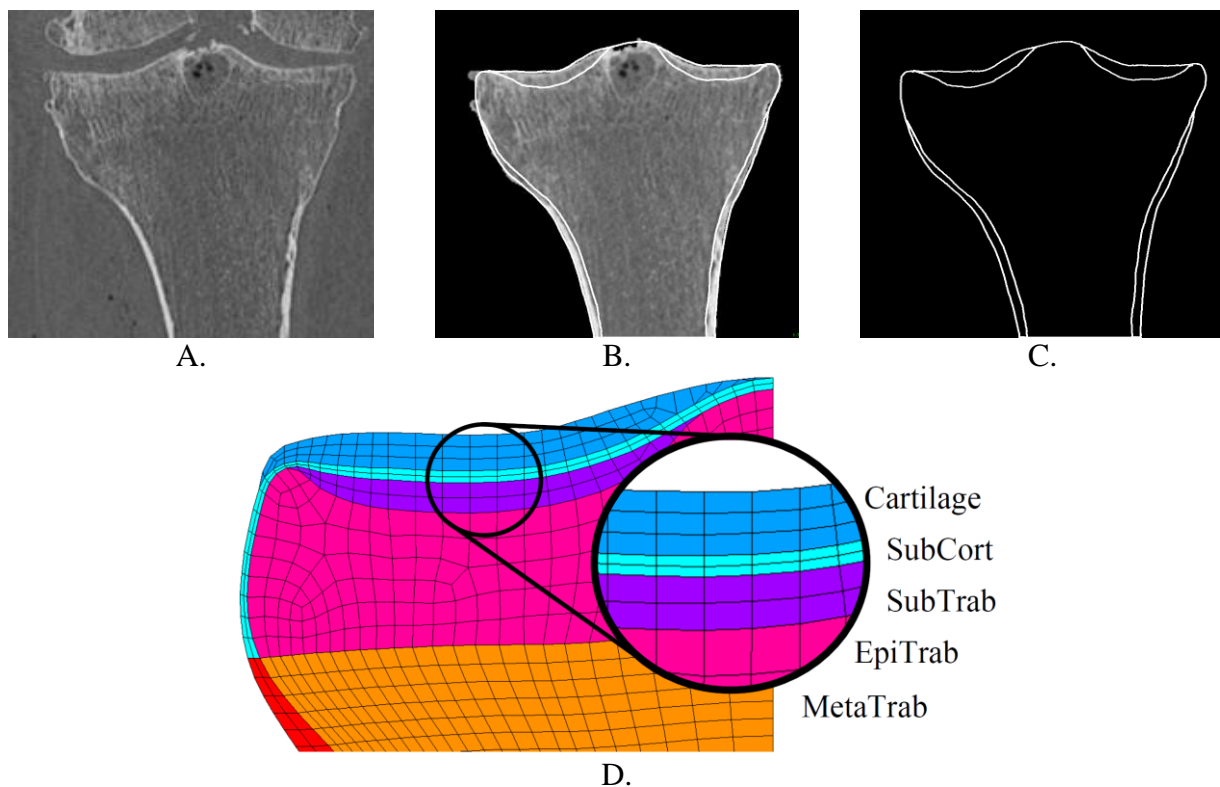 A.
B.
C.
Cartilage
SubCort
SubTrab
EpiTrab
MetaTrab
D.